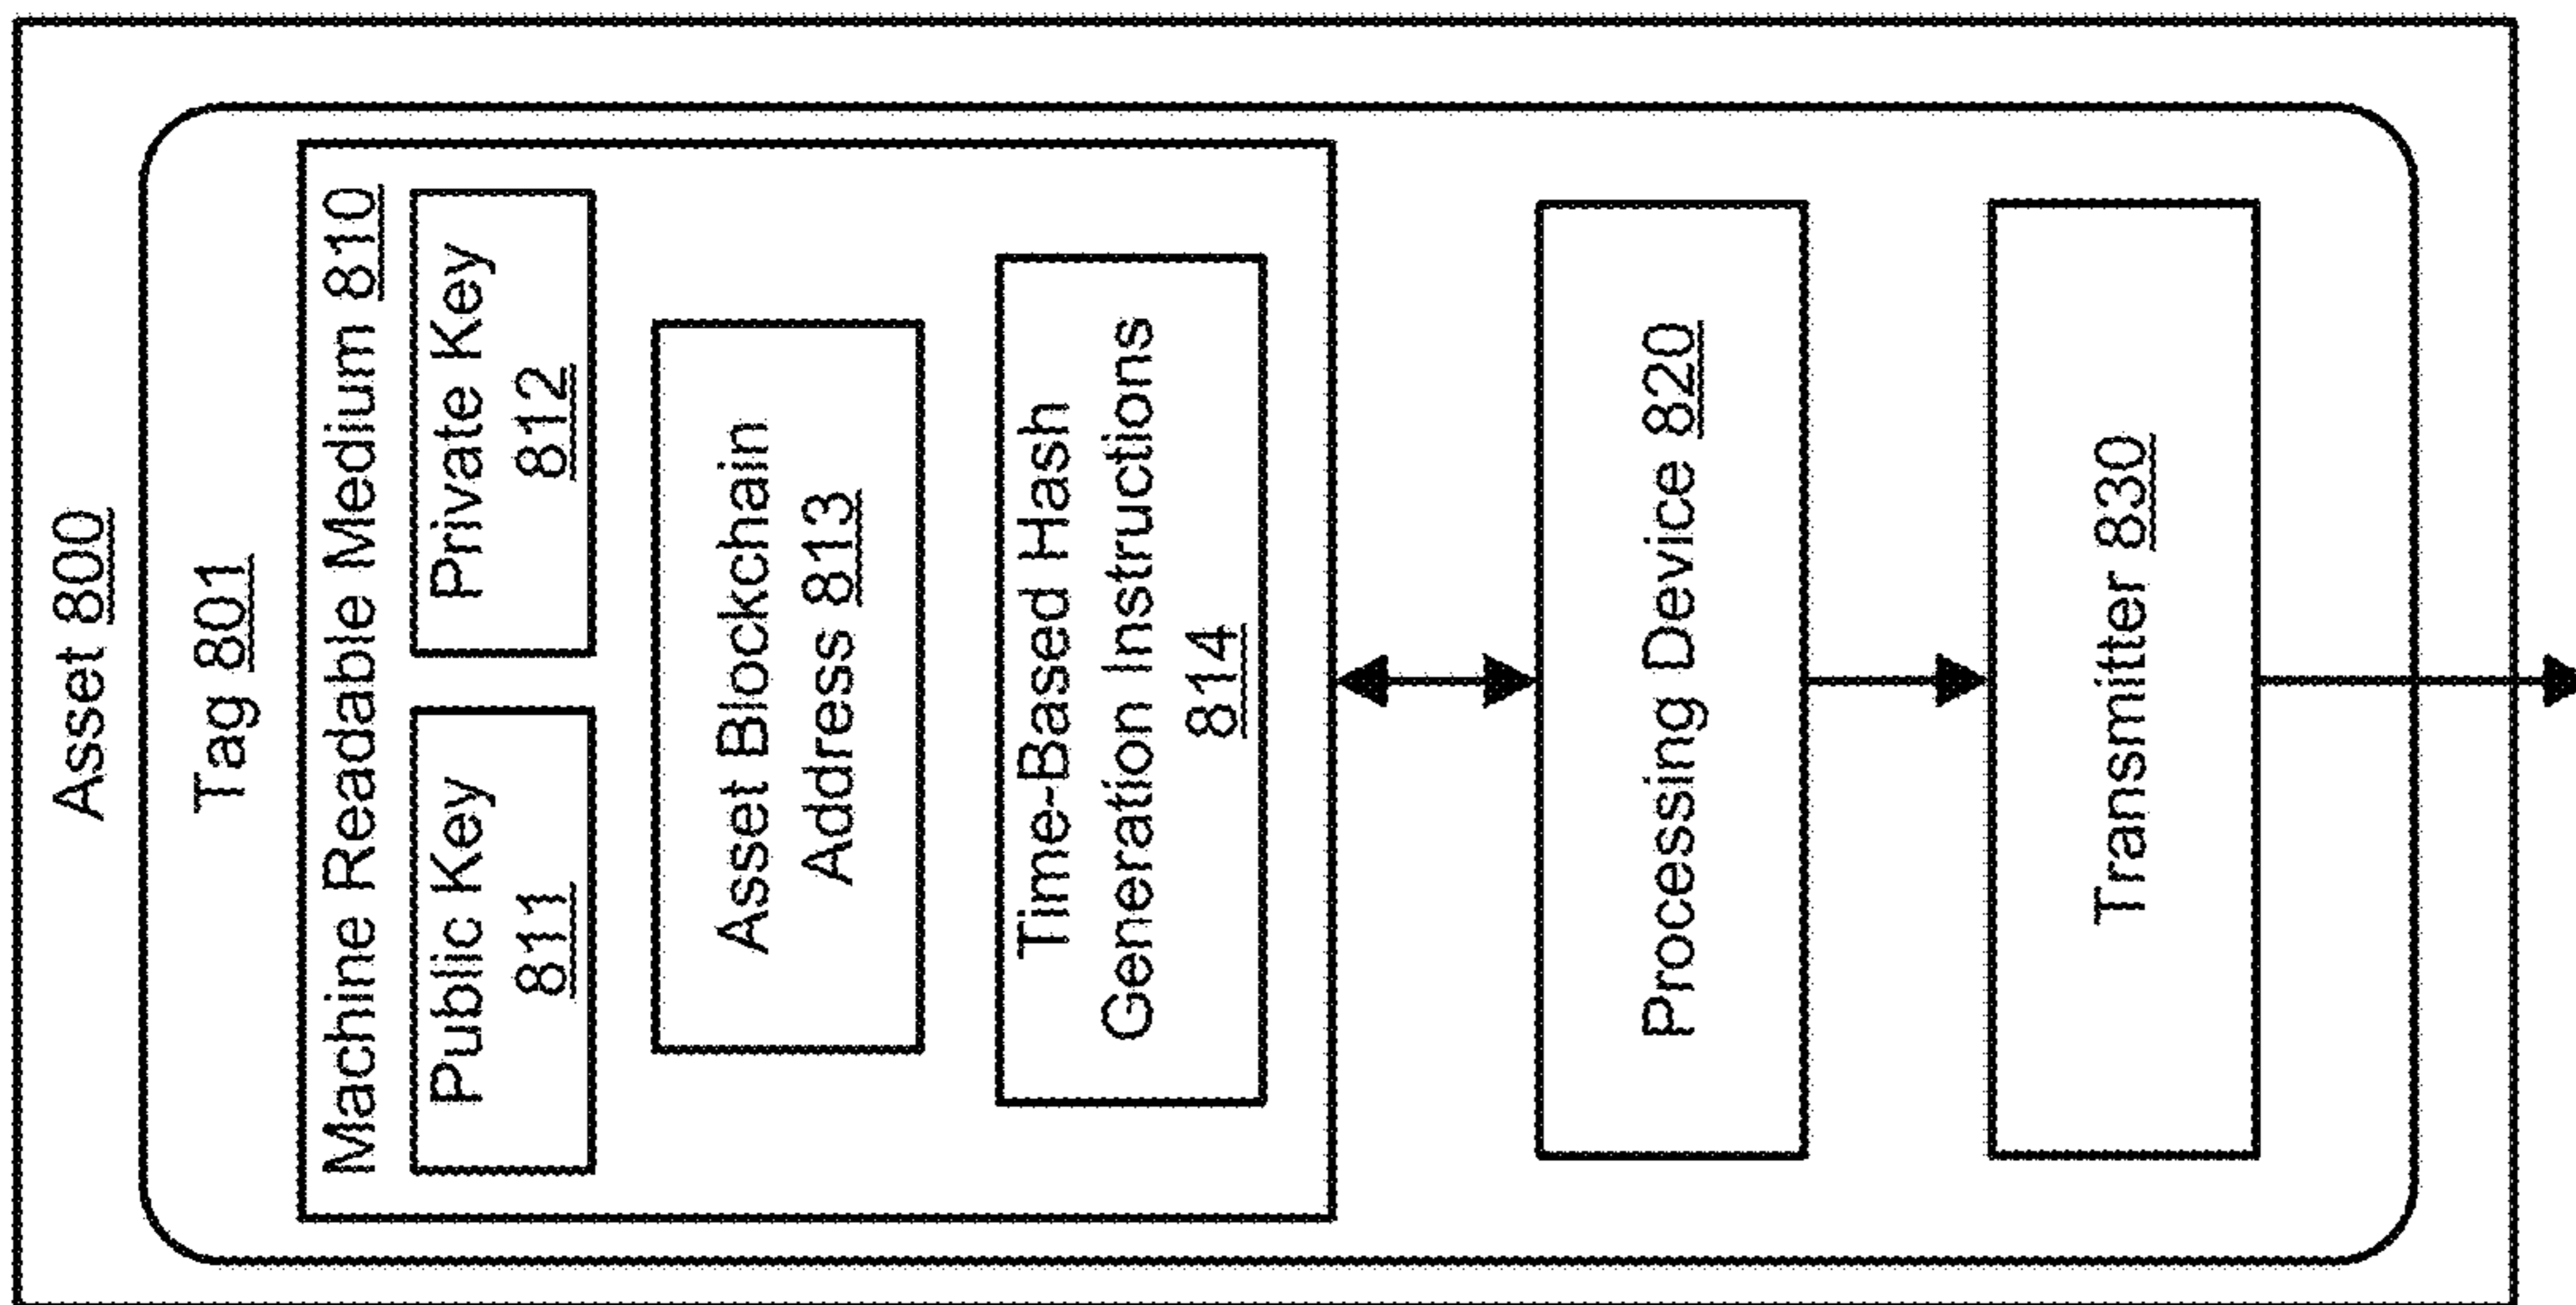 Asset 800
Tag 801
Machine Readable Medium 810
Public Key
811
Private Key
812
Asset Blockchain
Address 813
Time-Based Hash
Generation Instructions
814
Processing Device 820
Transmitter 830